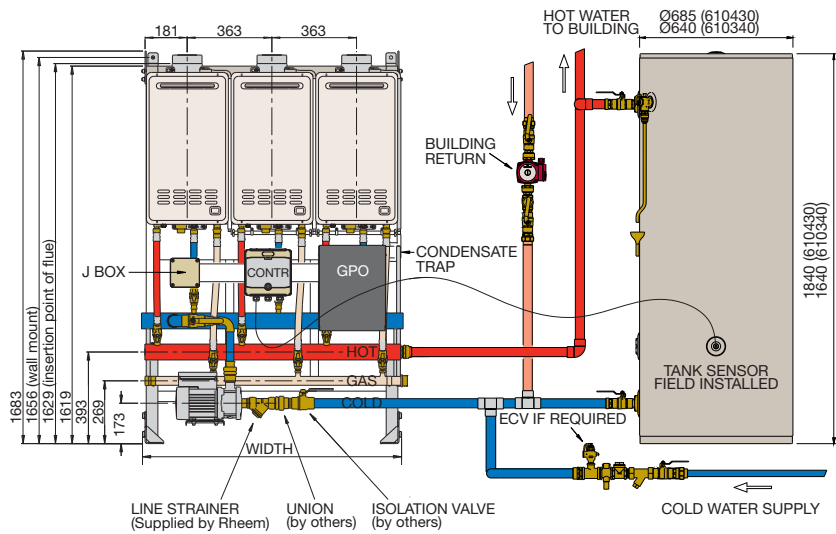 181
363
363
HOT WATER
TO BUILDING
Ø685 (610430)
Ø640 (610340)
BUILDING
RETURN
J BOX
CONTR
GPO
CONDENSATE
TRAP
1683
1656 (wall mount)
1629 (insertion point of flue)
1619
393
269
173
1840 (610430)
1640 (610340)
HOT
GAS
COLD
TANK SENSOR
FIELD INSTALLED
ECV IF REQUIRED
WIDTH
LINE STRAINER
(Supplied by Rheem)
UNION
(by others)
ISOLATION VALVE
(by others)
COLD WATER SUPPLY